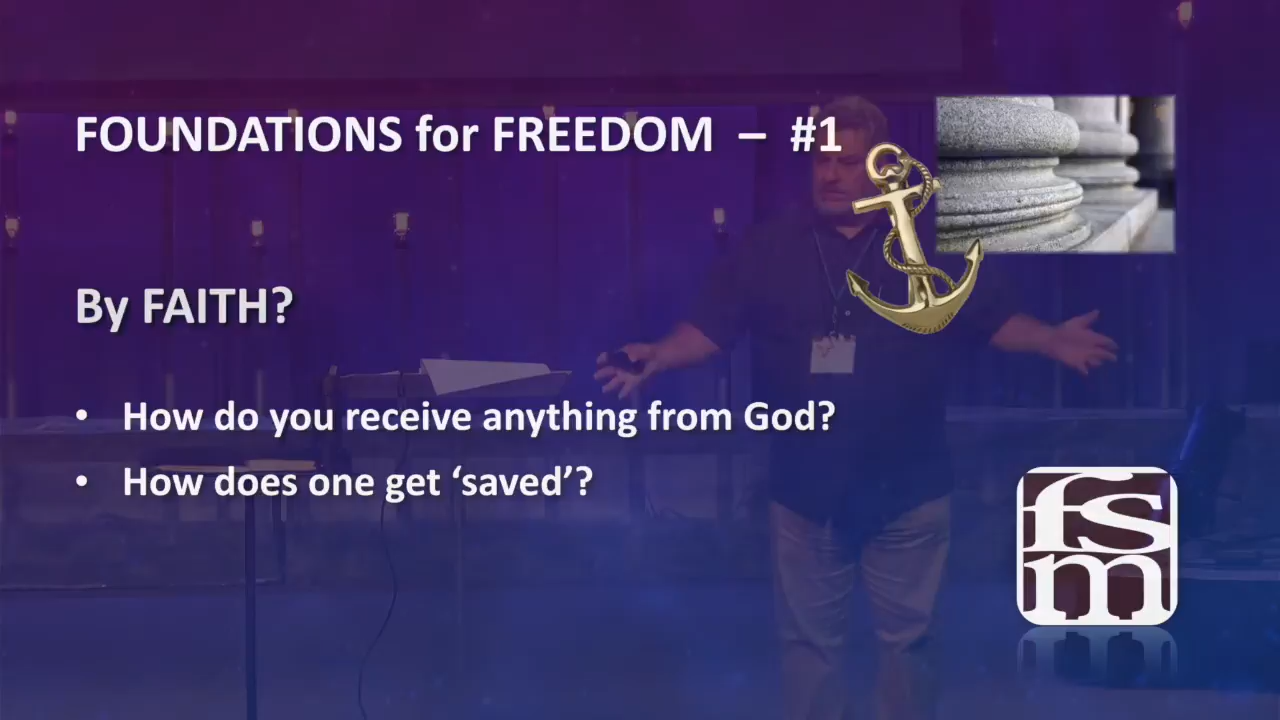 FOUNDATIONS for FREEDOM – #1
By FAITH?
• How do you receive anything from God?
• How does one get ‘saved’?
fsm